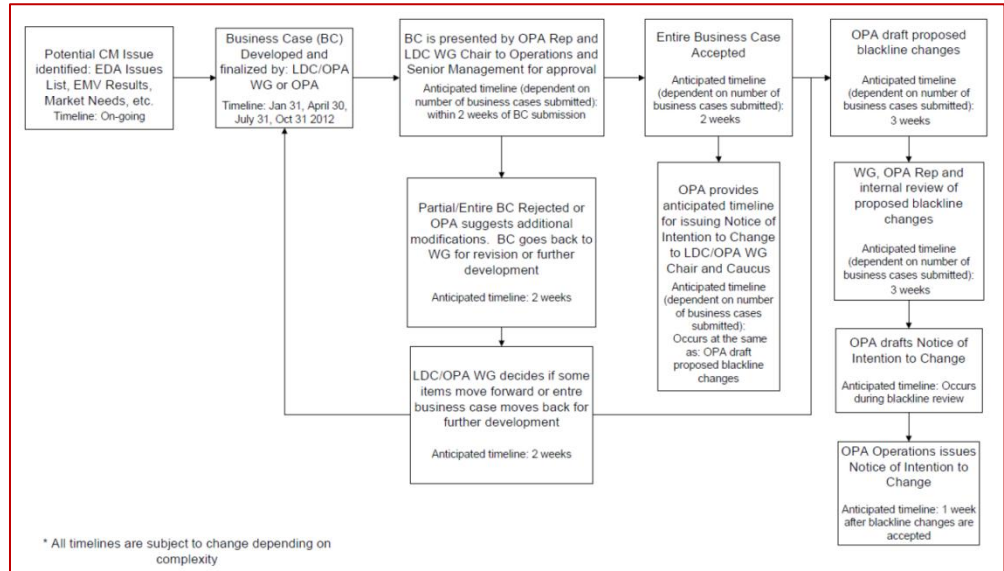 Potential CM Issue
identified: EDA Issues
List, EMV Results,
Market Needs, etc.
Timeline: On-going
Business Case (BC)
Developed and
finalized by: LDC/OPA
WG or OPA
Timeline: Jan 31, April 30,
July 31, Oct 31 2012
BC is presented by OPA Rep and
LDC WG Chair to Operations and
Senior Management for approval
Anticipated timeline (dependent on
number of business cases submitted):
within 2 weeks of BC submission
Entire Business Case
Accepted
Anticipated timeline
(dependent on number of
business cases submitted):
2 weeks
OPA draft proposed
blackline changes
Anticipated timeline
(dependent on number of
business cases submitted):
3 weeks
Partial/Entire BC Rejected or
OPA suggests additional
modifications. BC goes back to
WG for revision or further
development
Anticipated timeline: 2 weeks
OPA provides
anticipated timeline
for issuing Notice of
Intention to Change
to LDC/OPA WG
Chair and Caucus
Anticipated timeline
(dependent on number
of business cases
submitted):
Occurs at the same
as: OPA draft
proposed blackline
changes
WG, OPA Rep and
internal review of
proposed blackline
changes
Anticipated timeline
(dependent on number of
business cases submitted):
3 weeks
LDC/OPA WG decides if some
items move forward or entre
business case moves back for
further development
Anticipated timeline: 2 weeks
OPA drafts Notice of
Intention to Change
Anticipated timeline: Occurs
during blackline review
OPA Operations issues
Notice of Intention to
Change
Anticipated timeline: 1 week
after blackline changes are
accepted
* All timelines are subject to change depending on
complexity